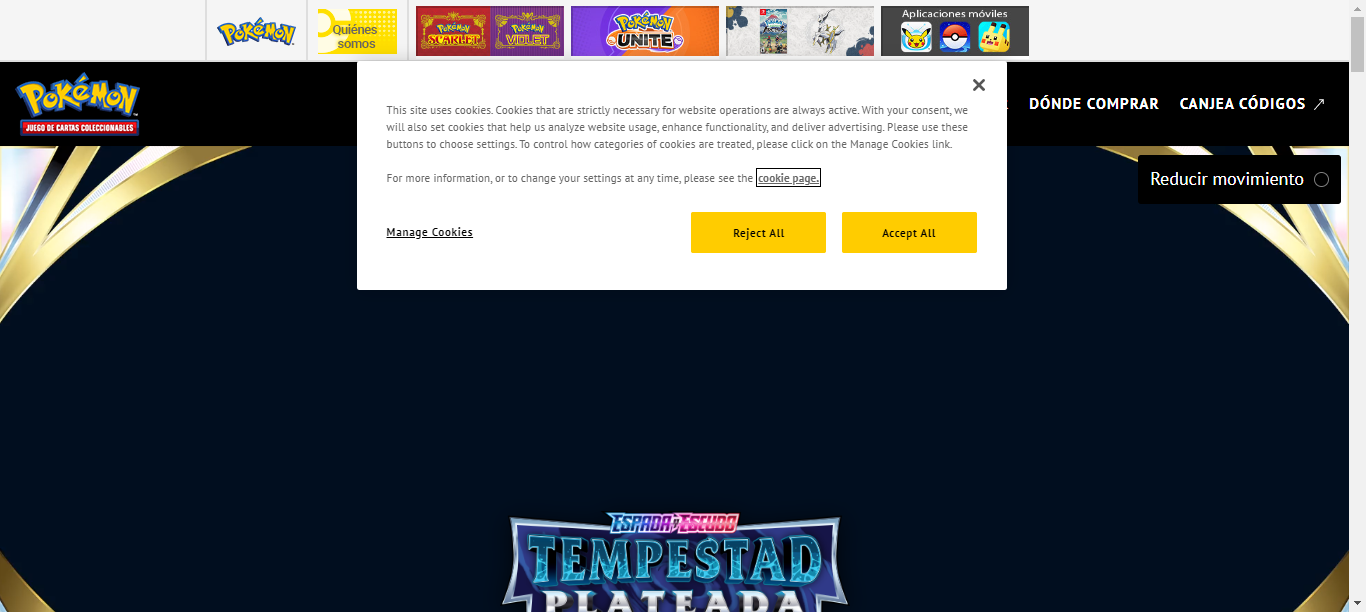 Pokémon
Quiénes
somos
Pokémon
SCARLET
Pokémon
VIOLET
Pokémon
UNITE
Aplicaciones móviles
Pokémon
JUEGO DE CARTAS COLECCIONABLES
DÓNDE COMPRAR
CANJEA CÓDIGOS
This site uses cookies. Cookies that are strictly necessary for website operations are always active. With your consent, we
will also set cookies that help us analyze website usage, enhance functionality, and deliver advertising. Please use these
buttons to choose settings. To control how categories of cookies are treated, please click on the Manage Cookies link.
For more information, or to change your settings at any time, please see the cookie page.
Manage Cookies
Reject All
Accept All
Reducir movimiento
ESPADA Y ESCUDO
TEMPESTAD
PLATEADA